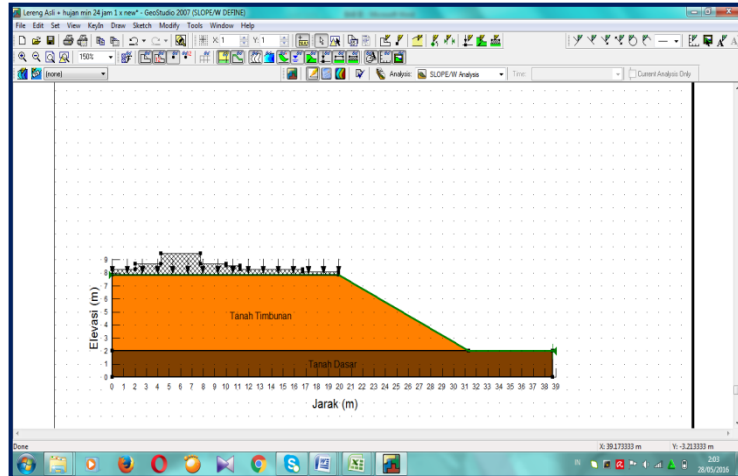 Lereng Asli + hujan min 24 jam 1 x new* - GeoStudio 2007 (SLOPE/W DEFINE)
File Edit Set View KeyIn Draw Sketch Modify Tools Window Help
X: 1 Y: 1
150%
(none) Analysis: SLOPE/W Analysis Time: Current Analysis Only
9
8
7
6
5
4
3
2
1
0
Elevasi (m)
Tanah Timbunan
Tanah Dasar
0 1 2 3 4 5 6 7 8 9 10 11 12 13 14 15 16 17 18 19 20 21 22 23 24 25 26 27 28 29 30 31 32 33 34 35 36 37 38 39
Jarak (m)
Done X: 39.173333 m Y: -3.213333 m
IN 2:03
28/05/2016